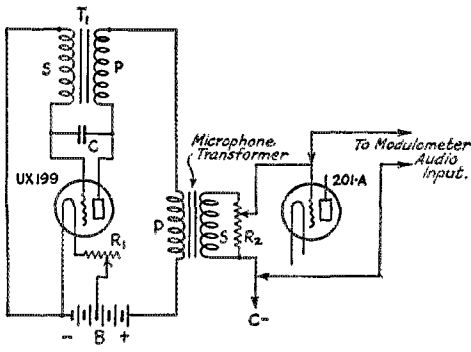 T1
S
P
C
Microphone
Transformer
To Modulometer
Audio
Input.
UX199
201-A
R1
P
S
R2
- B +
C-